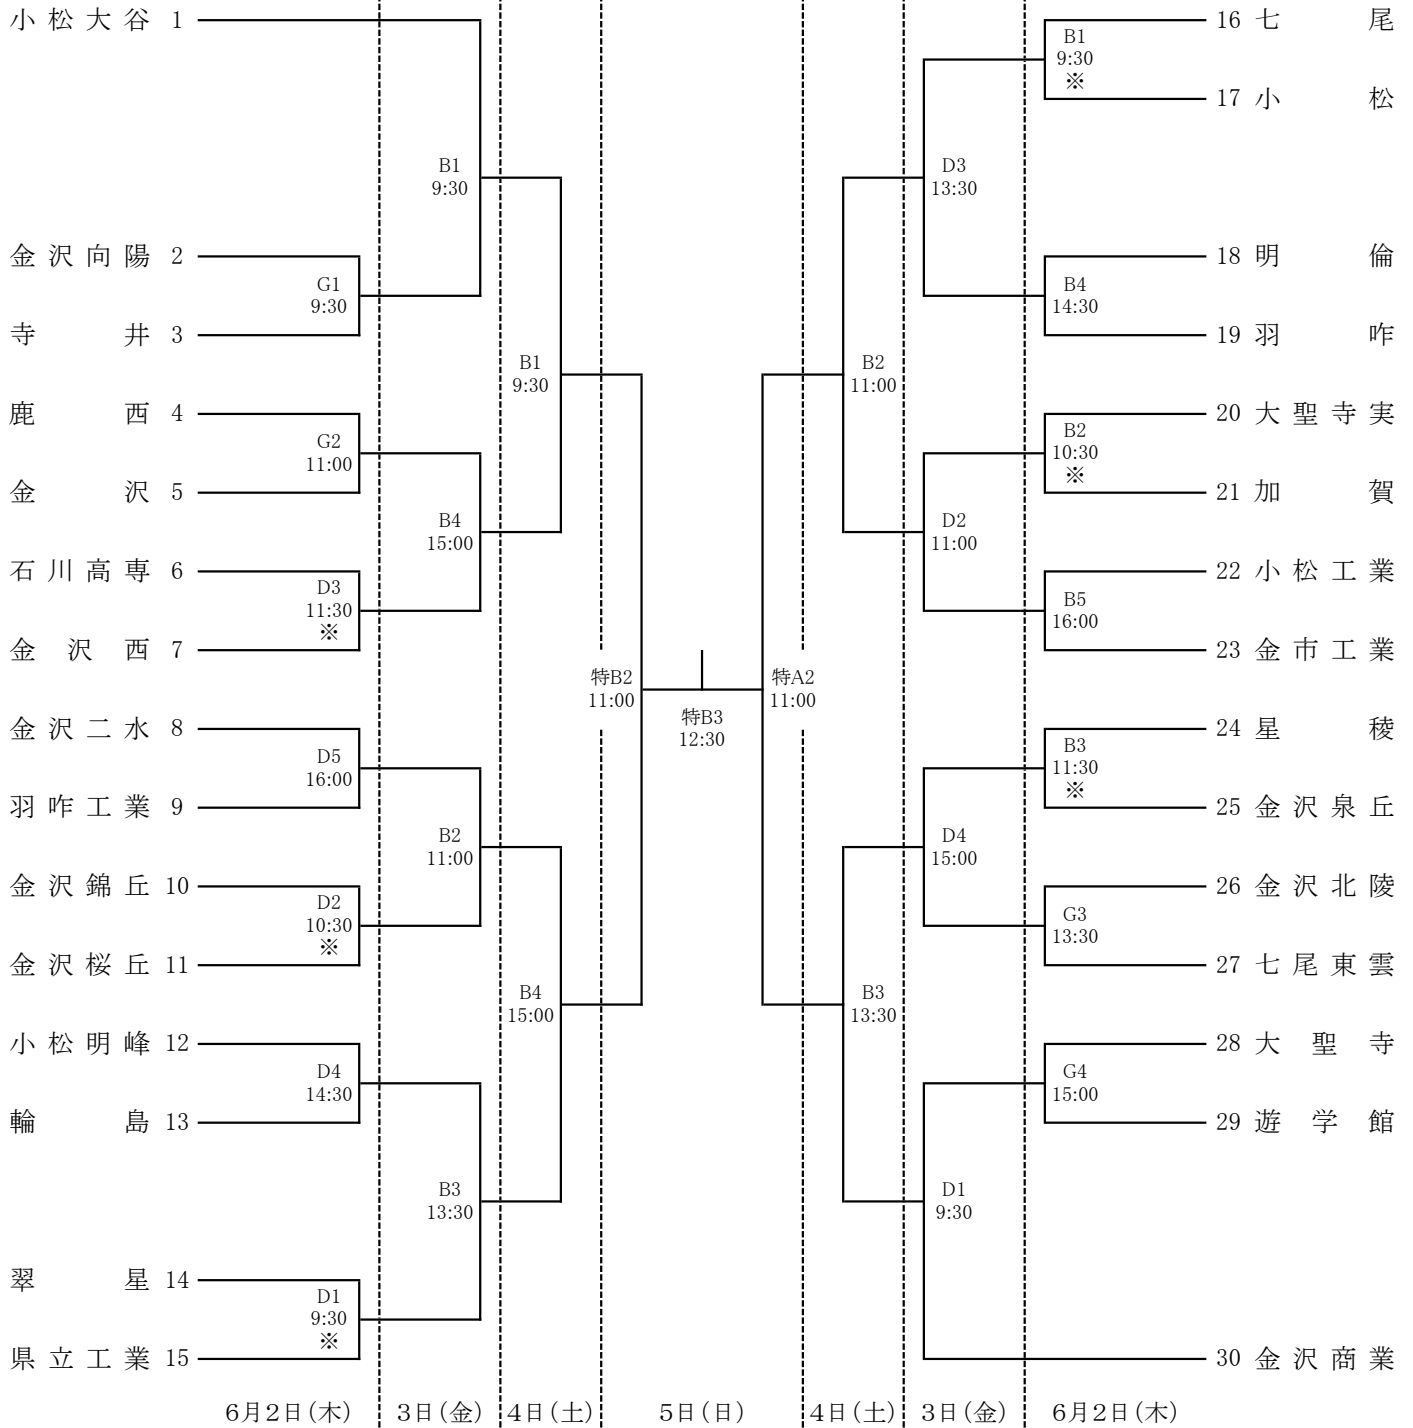 小松大谷 1
金沢向陽 2
寺井 3
鹿西 4
金沢 5
石川高専 6
金沢西 7
金沢二水 8
羽咋工業 9
金沢錦丘 10
金沢桜丘 11
小松明峰 12
輪島 13
翠星 14
県立工業 15
G1
9:30
G2
11:00
D3
11:30
※
D5
16:00
D2
10:30
※
D4
14:30
D1
9:30
※
B1
9:30
B4
15:00
B2
11:00
B3
13:30
B1
9:30
B4
15:00
特B2
11:00
特B3
12:30
特A2
11:00
B2
11:00
B3
13:30
D3
13:30
D2
11:00
D4
15:00
D1
9:30
B1
9:30
※
B4
14:30
B2
10:30
※
B5
16:00
B3
11:30
※
G3
13:30
G4
15:00
16 七尾
17 小松
18 明倫
19 羽咋
20 大聖寺実
21 加賀
22 小松工業
23 金市工業
24 星稜
25 金沢泉丘
26 金沢北陵
27 七尾東雲
28 大聖寺
29 遊学館
30 金沢商業
6月2日(木) 3日(金) 4日(土) 5日(日) 4日(土) 3日(金) 6月2日(木)